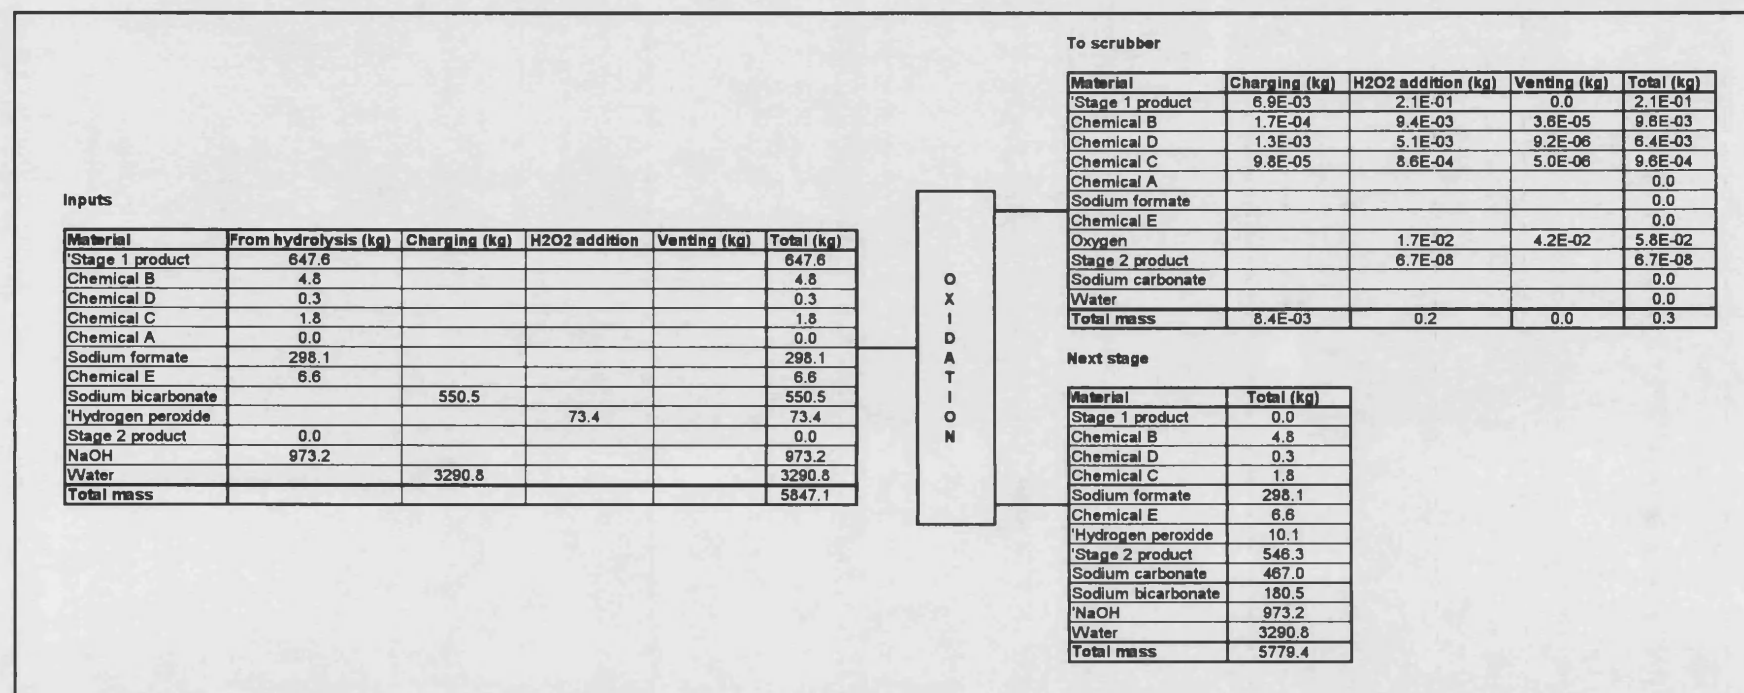 To scrubber
Material Charging (kg) H2O2 addition (kg) Venting (kg) Total (kg)
'Stage 1 product 6.9E-03 2.1E-01 0.0 2.1E-01
Chemical B 1.7E-04 9.4E-03 3.6E-05 9.6E-03
Chemical D 1.3E-03 5.1E-03 9.2E-06 6.4E-03
Chemical C 9.8E-05 8.6E-04 5.0E-06 9.6E-04
Chemical A 0.0
Sodium formate 0.0
Chemical E 0.0
Oxygen 1.7E-02 4.2E-02 5.8E-02
Stage 2 product 6.7E-08 6.7E-08
Sodium carbonate 0.0
Water 0.0
Total mass 8.4E-03 0.2 0.0 0.3
Inputs
Material From hydrolysis (kg) Charging (kg) H2O2 addition Venting (kg) Total (kg)
'Stage 1 product 647.6 647.6
Chemical B 4.8 4.8
Chemical D 0.3 0.3
Chemical C 1.8 1.8
Chemical A 0.0 0.0
Sodium formate 298.1 298.1
Chemical E 6.6 6.6
Sodium bicarbonate 550.5 550.5
'Hydrogen peroxide 73.4 73.4
Stage 2 product 0.0 0.0
NaOH 973.2 973.2
Water 3290.8 3290.8
Total mass 5847.1
O
X
I
D
A
T
I
O
N
Next stage
Material Total (kg)
Stage 1 product 0.0
Chemical B 4.8
Chemical D 0.3
Chemical C 1.8
Sodium formate 298.1
Chemical E 6.6
'Hydrogen peroxide 10.1
'Stage 2 product 546.3
Sodium carbonate 467.0
Sodium bicarbonate 180.5
'NaOH 973.2
Water 3290.8
Total mass 5779.4